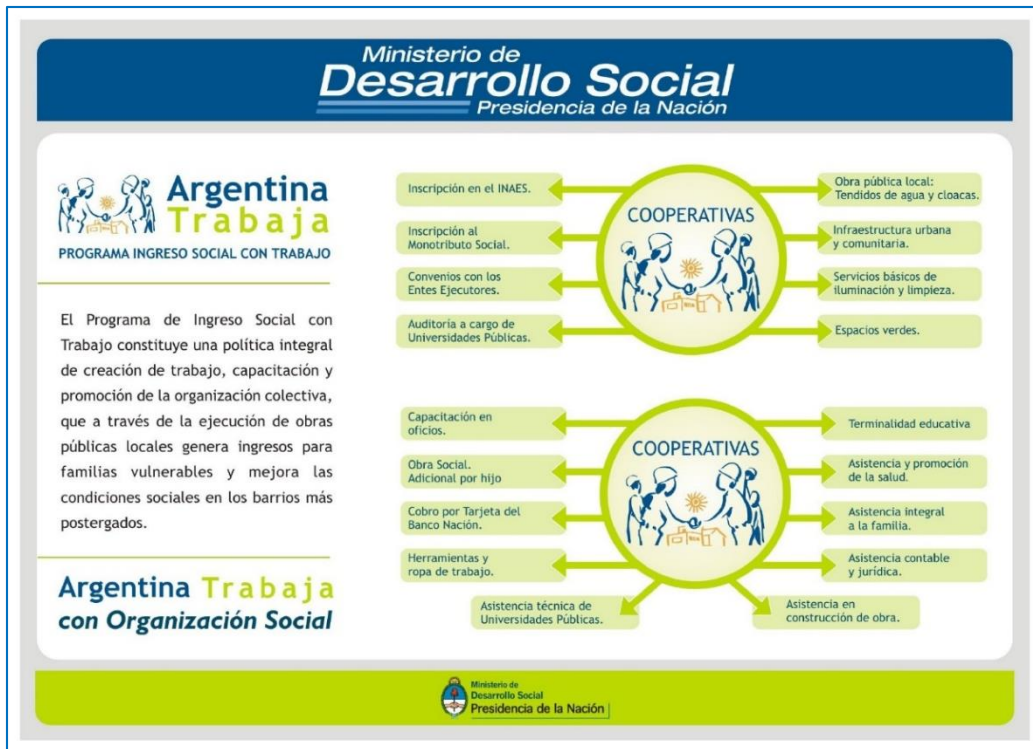 Ministerio de
Desarrollo Social
Presidencia de la Nación
Argentina
Trabaja
PROGRAMA INGRESO SOCIAL CON TRABAJO
El Programa de Ingreso Social con
Trabajo constituye una política integral
de creación de trabajo, capacitación y
promoción de la organización colectiva,
que a través de la ejecución de obras
públicas locales genera ingresos para
familias vulnerables y mejora las
condiciones sociales en los barrios más
postergados.
Argentina Trabaja
con Organización Social
COOPERATIVAS
Inscripción en el INAES.
Inscripción al
Monotributo Social.
Convenios con los
Entes Ejecutores.
Auditoría a cargo de
Universidades Públicas.
Obra pública local:
Tendidos de agua y cloacas.
Infraestructura urbana
y comunitaria.
Servicios básicos de
iluminación y limpieza.
Espacios verdes.
COOPERATIVAS
Capacitación en
oficios.
Obra Social.
Adicional por hijo
Cobro por Tarjeta del
Banco Nación.
Herramientas y
ropa de trabajo.
Asistencia técnica de
Universidades Públicas.
Terminalidad educativa
Asistencia y promoción
de la salud.
Asistencia integral
a la familia.
Asistencia contable
y jurídica.
Asistencia en
construcción de obra.
Ministerio de
Desarrollo Social
Presidencia de la Nación